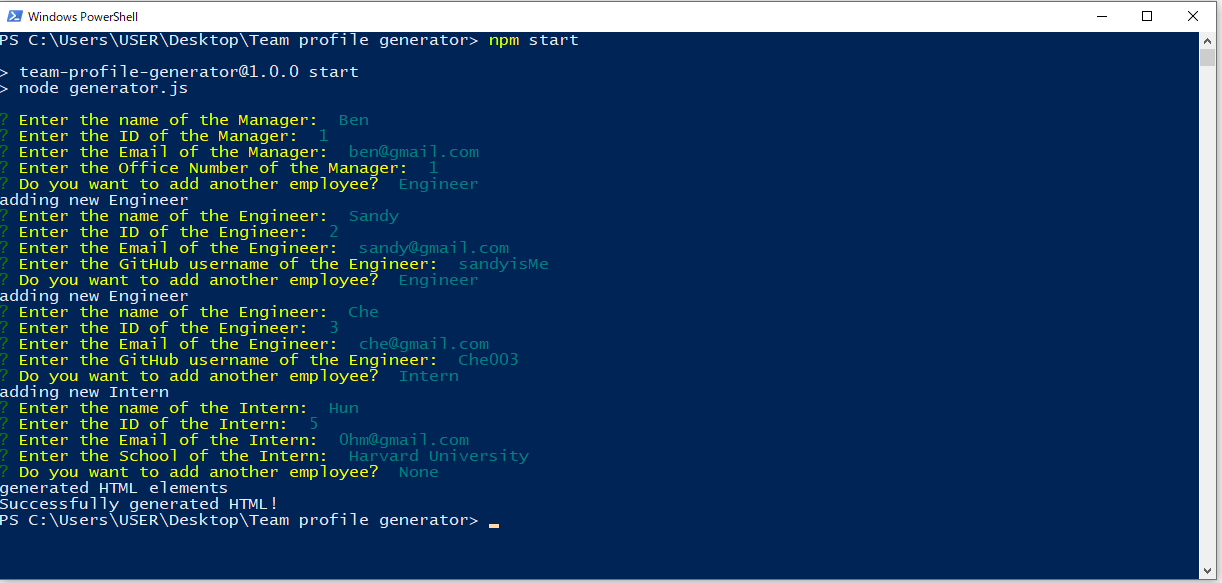 Windows PowerShell
PS C:\Users\USER\Desktop\Team profile generator> npm start
> team-profile-generator@1.0.0 start
> node generator.js
? Enter the name of the Manager:  Ben
? Enter the ID of the Manager:  1
? Enter the Email of the Manager:  ben@gmail.com
? Enter the Office Number of the Manager:  1
? Do you want to add another employee?  Engineer
adding new Engineer
? Enter the name of the Engineer:  Sandy
? Enter the ID of the Engineer:  2
? Enter the Email of the Engineer:  sandy@gmail.com
? Enter the GitHub username of the Engineer:  sandyisMe
? Do you want to add another employee?  Engineer
adding new Engineer
? Enter the name of the Engineer:  Che
? Enter the ID of the Engineer:  3
? Enter the Email of the Engineer:  che@gmail.com
? Enter the GitHub username of the Engineer:  Che003
? Do you want to add another employee?  Intern
adding new Intern
? Enter the name of the Intern:  Hun
? Enter the ID of the Intern:  5
? Enter the Email of the Intern:  Ohm@gmail.com
? Enter the School of the Intern:  Harvard University
? Do you want to add another employee?  None
generated HTML elements
Successfully generated HTML!
PS C:\Users\USER\Desktop\Team profile generator>